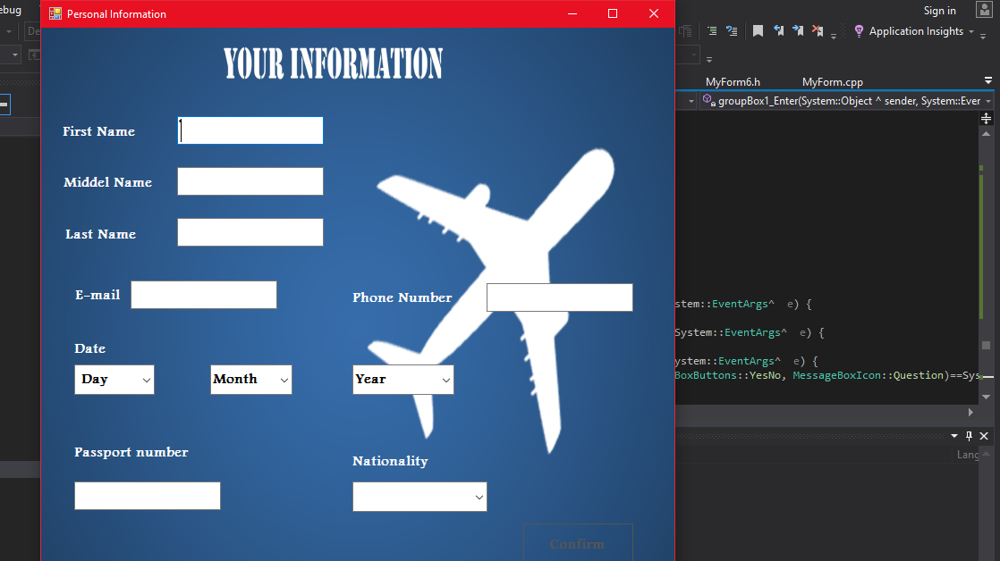 ebug
Personal Information
Sign in
De
Application Insights
YOUR INFORMATION
MyForm6.h
MyForm.cpp
groupBox1_Enter(System::Object ^ sender, System::Ever
First Name
Middel Name
Last Name
E-mail
Phone Number
stem::EventArgs^ e) {
System::EventArgs^ e) {
Date
ystem::EventArgs^ e) {
Day
Month
Year
BoxButtons::YesNo, MessageBoxIcon::Question)==Sys
Passport number
Nationality
Lang
Confirm